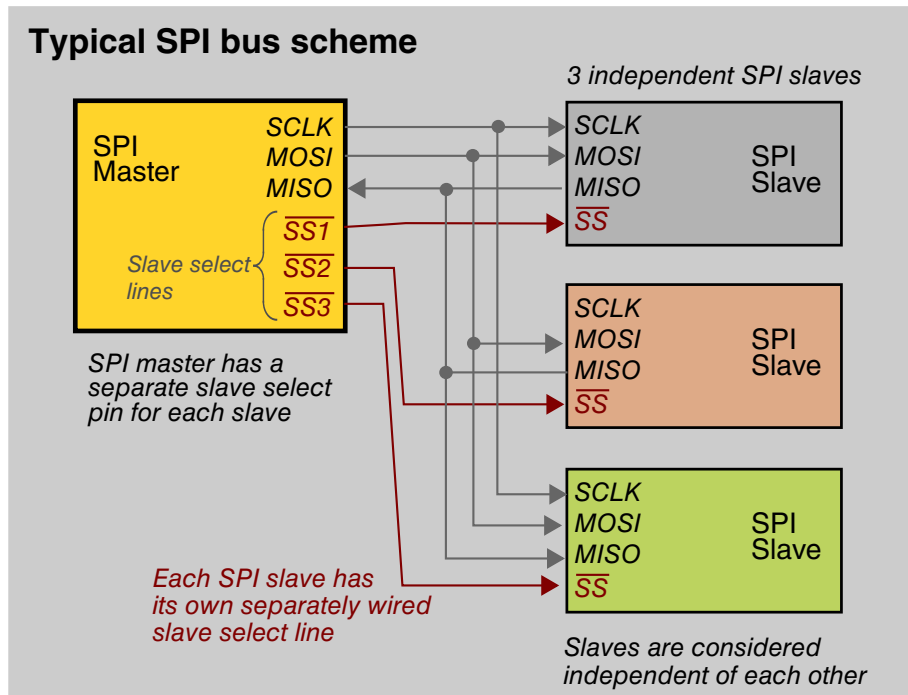 Typical SPI bus scheme
3 independent SPI slaves
SPI
Master
SCLK
MOSI
MISO
SS1
SS2
SS3
Slave select
lines
SPI master has a
separate slave select
pin for each slave
SCLK
MOSI
MISO
SS
SPI
Slave
SCLK
MOSI
MISO
SS
SPI
Slave
SCLK
MOSI
MISO
SS
SPI
Slave
Each SPI slave has
its own separately wired
slave select line
Slaves are considered
independent of each other